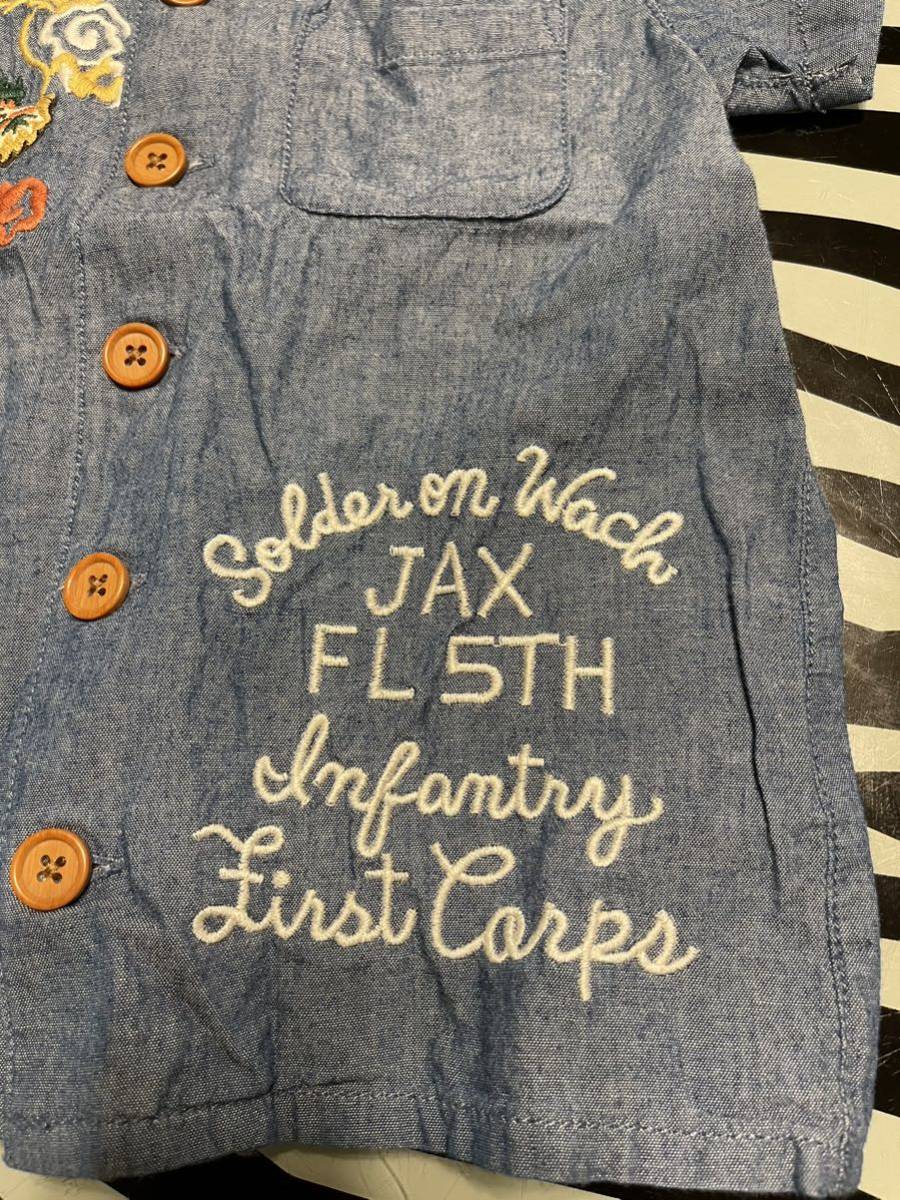 Solder on Wach
JAX
FL 5TH
Infantry
First Corps